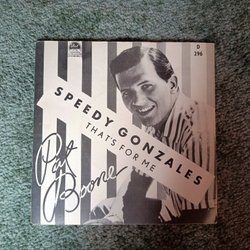 D
296
SPEEDY GONZALES
THAT'S FOR ME
Pat
Boone